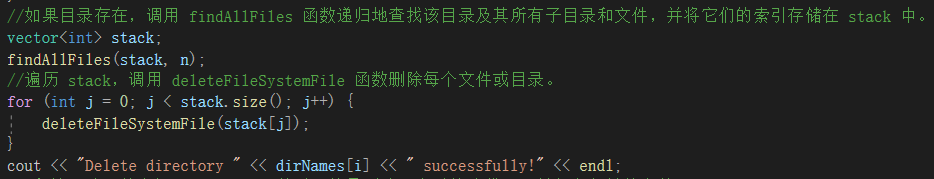 //如果目录存在，调用 findAllFiles 函数递归地查找该目录及其所有子目录和文件，并将它们的索引存储在 stack 中。
vector<int> stack;
findAllFiles(stack, n);
//遍历 stack，调用 deleteFileSystemFile 函数删除每个文件或目录。
for (int j = 0; j < stack.size(); j++) {
    deleteFileSystemFile(stack[j]);
}
cout << "Delete directory " << dirNames[i] << " successfully!" << endl;